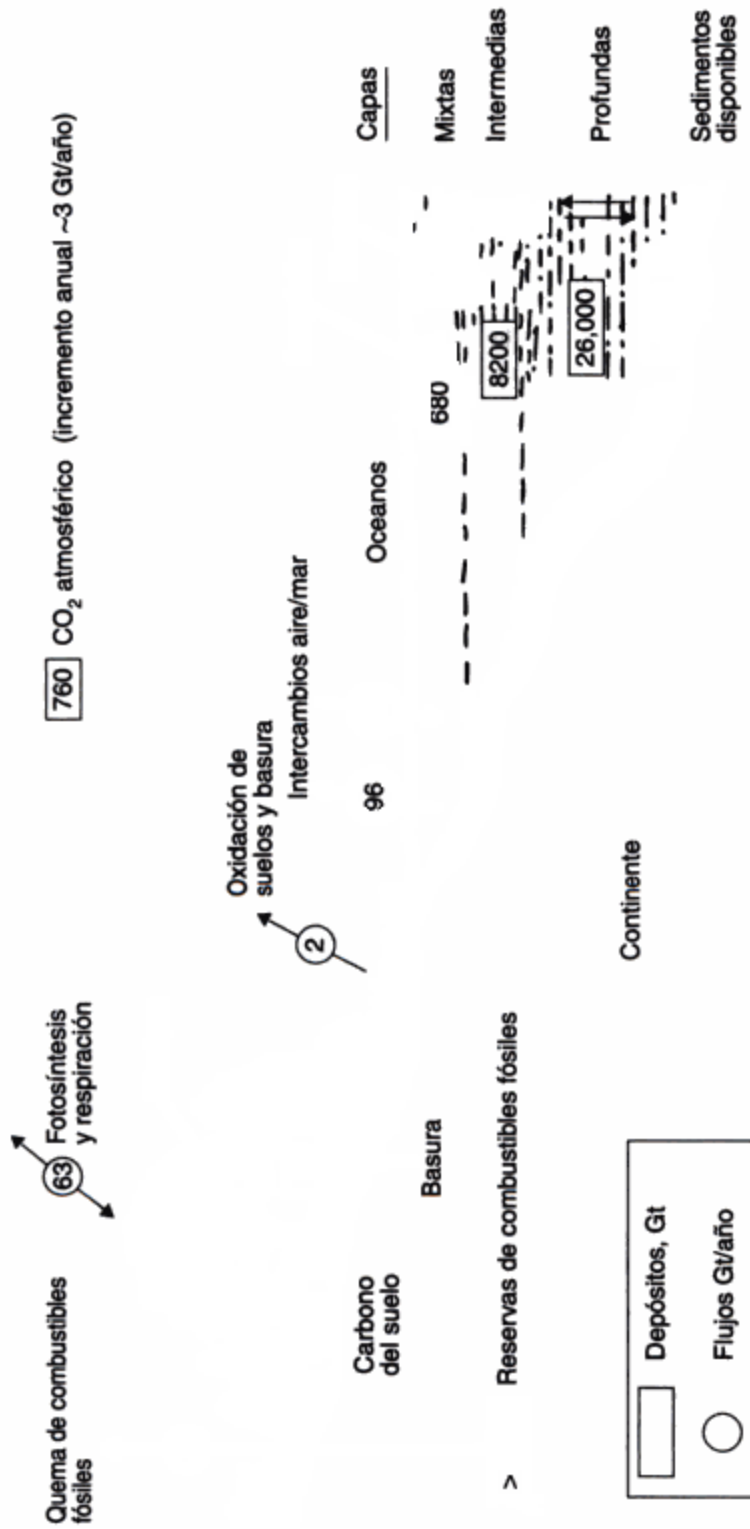 760 CO₂ atmosférico (incremento anual ~3 Gt/año)
Quema de combustibles
fósiles
63
Fotosíntesis
y respiración
Oxidación de
suelos y basura
2
Intercambios aire/mar
96
Oceanos
Capas
Carbono
del suelo
Basura
680
Mixtas
8200
Intermedias
> Reservas de combustibles fósiles
26,000
Profundas
Continente
Sedimentos
disponibles
Depósitos, Gt
Flujos Gt/año